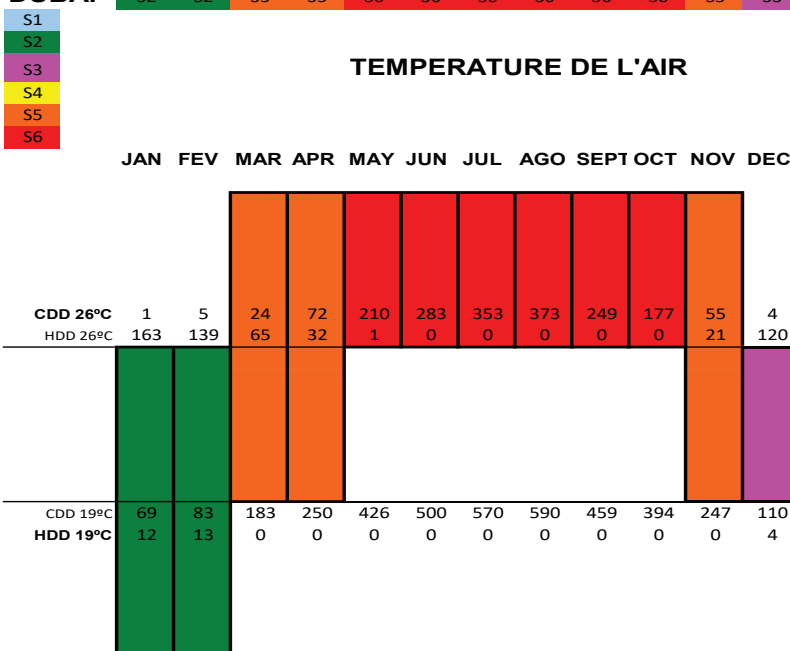 S1
S2
S3
S4
S5
S6
TEMPERATURE DE L'AIR
JAN FEV MAR APR MAY JUN JUL AGO SEPT OCT NOV DEC
CDD 26ºC 1 5 24 72 210 283 353 373 249 177 55 4
HDD 26ºC 163 139 65 32 1 0 0 0 0 0 21 120
CDD 19ºC 69 83 183 250 426 500 570 590 459 394 247 110
HDD 19ºC 12 13 0 0 0 0 0 0 0 0 0 4